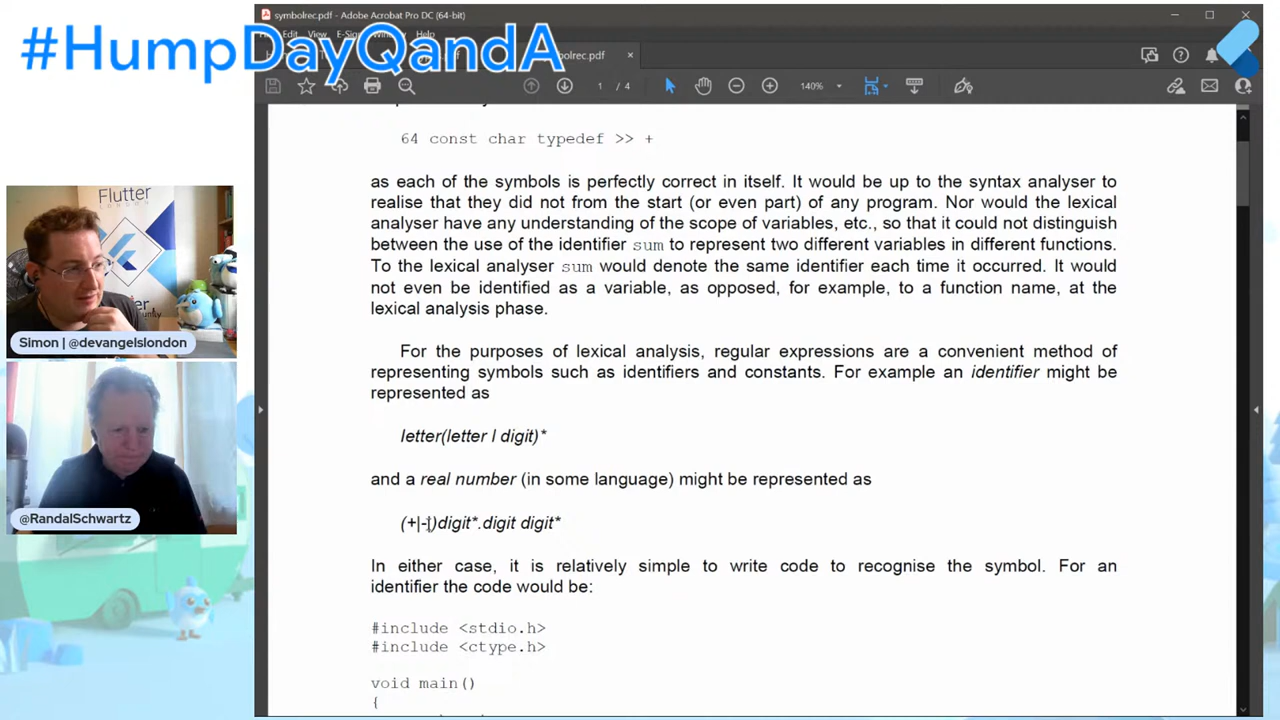 #HumpDayQandA
symbolrec.pdf - Adobe Acrobat Pro DC (64-bit)
Edit View E-Sign Window Help
bolrec.pdf ×
1 / 4 140%
64 const char typedef >> +
as each of the symbols is perfectly correct in itself. It would be up to the syntax analyser to
realise that they did not from the start (or even part) of any program. Nor would the lexical
analyser have any understanding of the scope of variables, etc., so that it could not distinguish
between the use of the identifier sum to represent two different variables in different functions.
To the lexical analyser sum would denote the same identifier each time it occurred. It would
not even be identified as a variable, as opposed, for example, to a function name, at the
lexical analysis phase.
For the purposes of lexical analysis, regular expressions are a convenient method of
representing symbols such as identifiers and constants. For example an identifier might be
represented as
letter(letter | digit)*
and a real number (in some language) might be represented as
(+|-|)digit*.digit digit*
In either case, it is relatively simple to write code to recognise the symbol. For an
identifier the code would be:
#include <stdio.h>
#include <ctype.h>
void main()
{
Flutter
LONDON
Simon | @devangelslondon
@RandalSchwartz